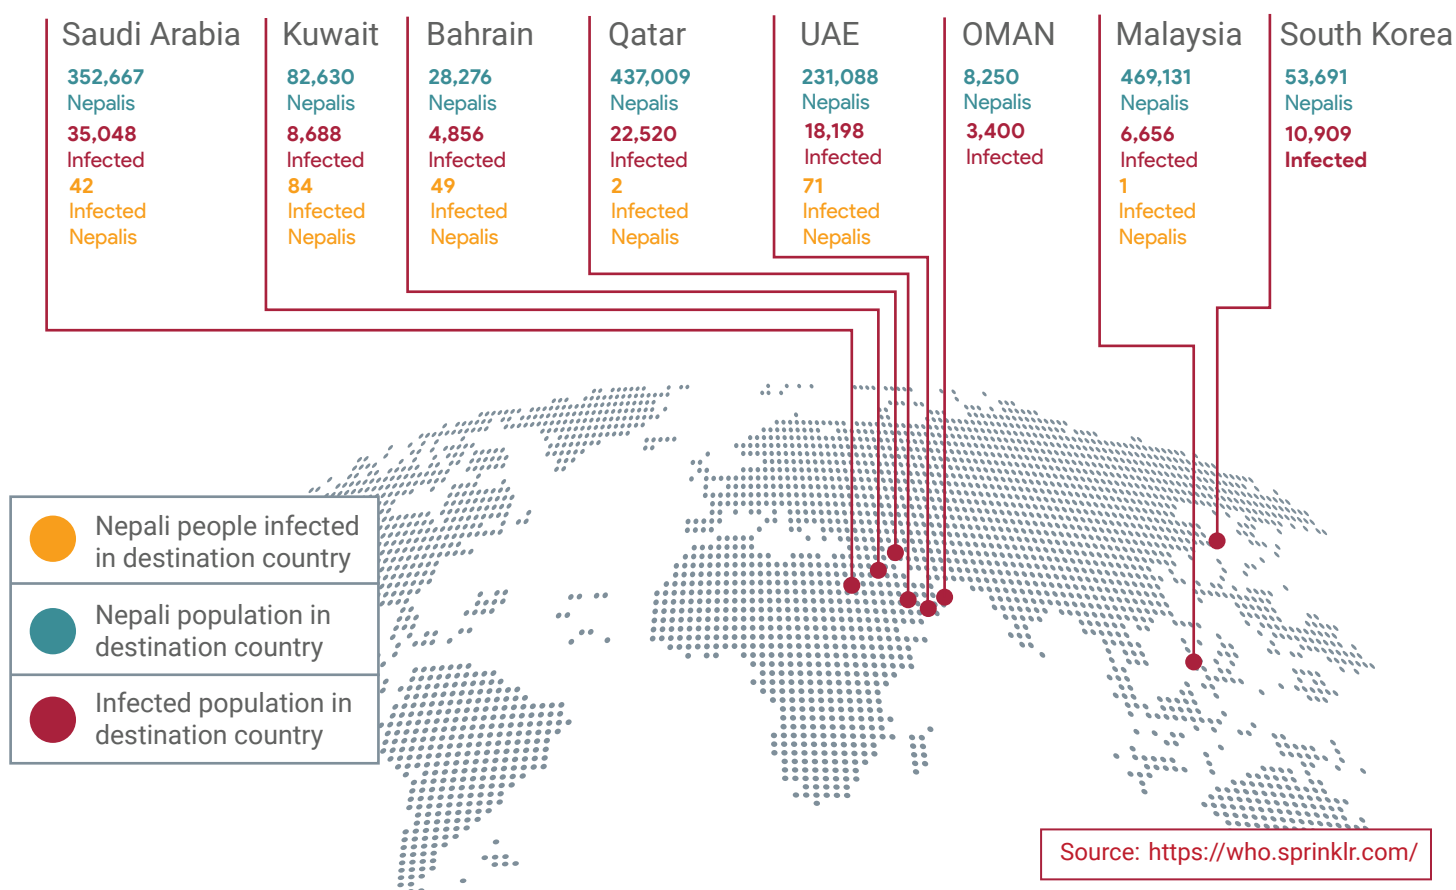 Saudi Arabia
352,667
Nepalis
35,048
Infected
42
Infected
Nepalis
Kuwait
82,630
Nepalis
8,688
Infected
84
Infected
Nepalis
Bahrain
28,276
Nepalis
4,856
Infected
49
Infected
Nepalis
Qatar
437,009
Nepalis
22,520
Infected
2
Infected
Nepalis
UAE
231,088
Nepalis
18,198
Infected
71
Infected
Nepalis
OMAN
8,250
Nepalis
3,400
Infected
Malaysia
469,131
Nepalis
6,656
Infected
1
Infected
Nepalis
South Korea
53,691
Nepalis
10,909
Infected
Nepali people infected
in destination country
Nepali population in
destination country
Infected population in
destination country
Source: https://who.sprinklr.com/